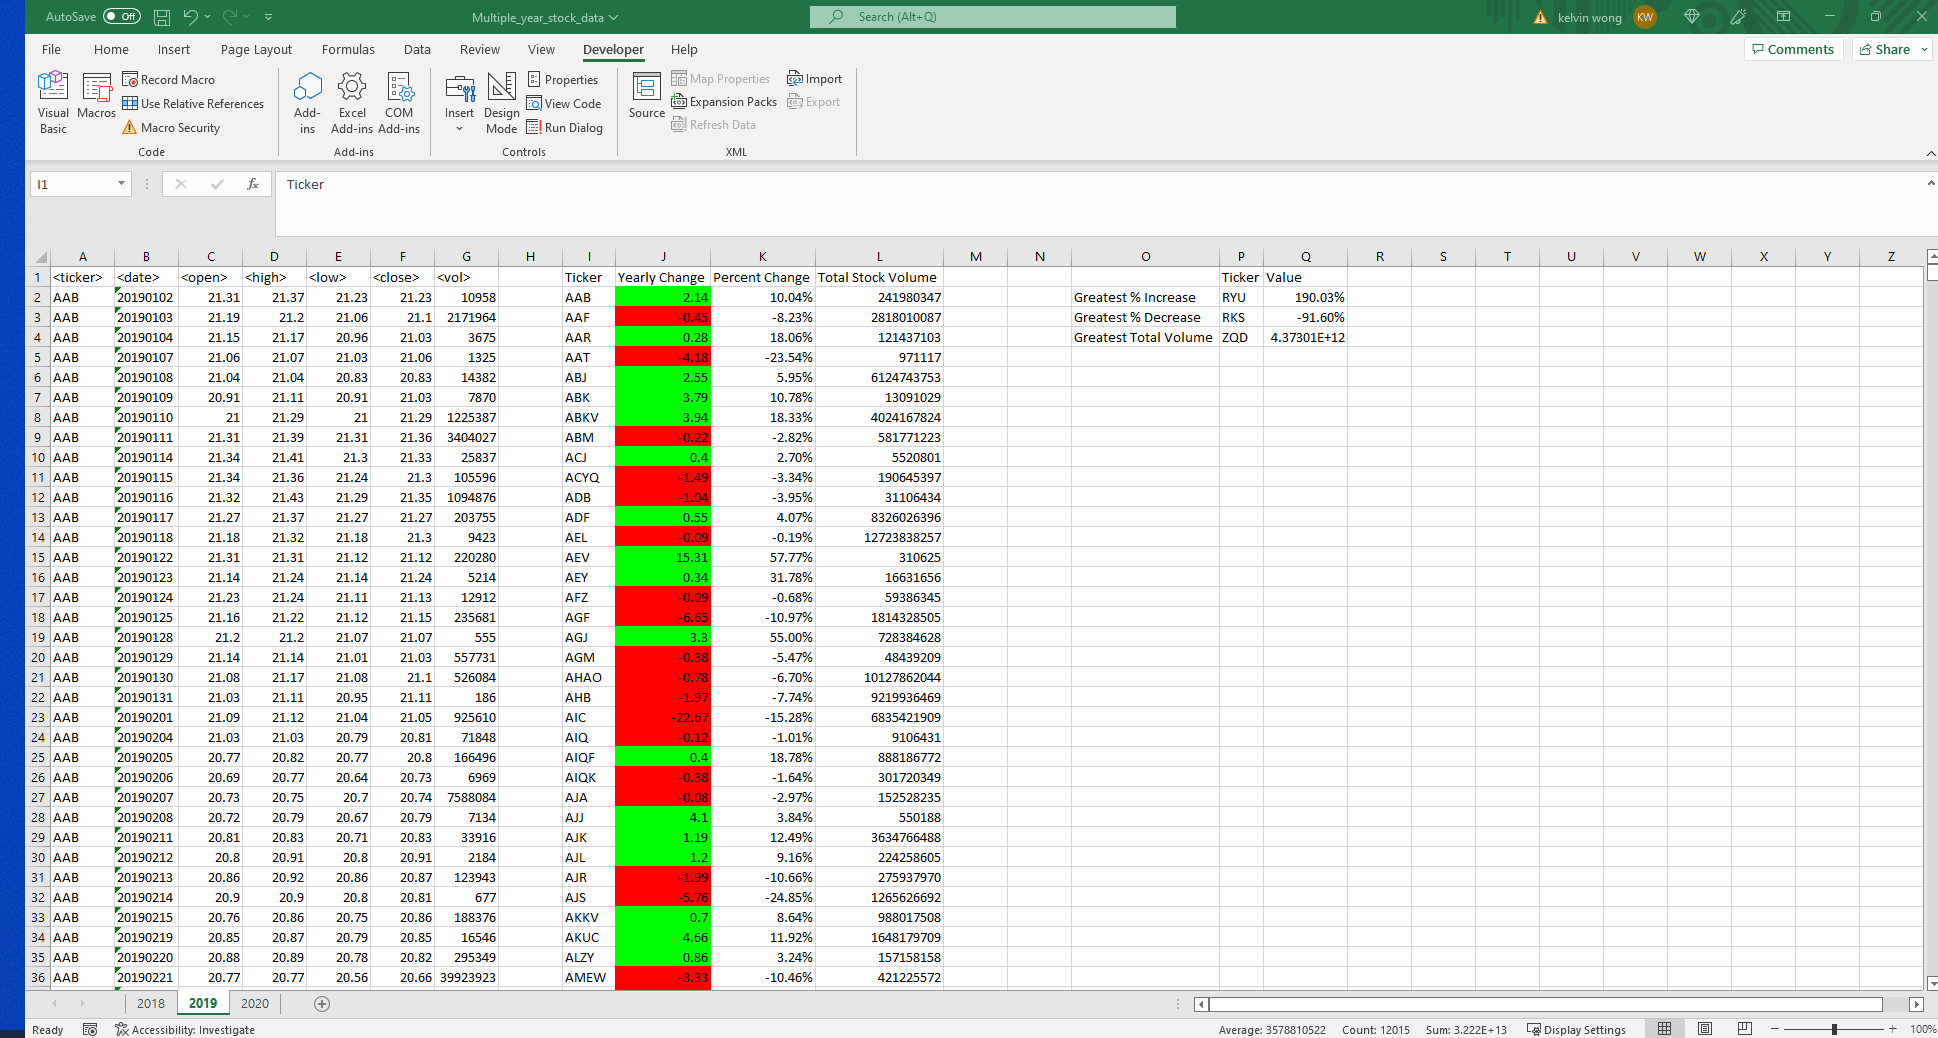 AutoSave Off Multiple_year_stock_data Search (Alt+Q) kelvin wong KW
File Home Insert Page Layout Formulas Data Review View Developer Help Comments Share
Visual Basic Macros Record Macro Use Relative References Macro Security
Add-ins Excel Add-ins COM Add-ins
Insert Design Mode Properties View Code Run Dialog
Source Map Properties Expansion Packs Refresh Data Import Export
Code Add-ins Controls XML
I1 fx Ticker
A B C D E F G H I J K L M N O P Q R S T U V W X Y Z
1 <ticker> <date> <open> <high> <low> <close> <vol> Ticker Yearly Change Percent Change Total Stock Volume Ticker Value
2 AAB 20190102 21.31 21.37 21.23 21.23 10958 AAB 2.14 10.04% 241980347 Greatest % Increase RYU 190.03%
3 AAB 20190103 21.19 21.2 21.06 21.1 2171964 AAF -0.45 -8.23% 2818010087 Greatest % Decrease RKS -91.60%
4 AAB 20190104 21.15 21.17 20.96 21.03 3675 AAR 0.28 18.06% 121437103 Greatest Total Volume ZQD 4.37301E+12
5 AAB 20190107 21.06 21.07 21.03 21.06 1325 AAT -4.18 -23.54% 971117
6 AAB 20190108 21.04 21.04 20.83 20.83 14382 ABJ 2.55 5.95% 6124743753
7 AAB 20190109 20.91 21.11 20.91 21.03 7870 ABK 3.79 10.78% 13091029
8 AAB 20190110 21 21.29 21 21.29 1225387 ABKV 3.94 18.33% 4024167824
9 AAB 20190111 21.31 21.39 21.31 21.36 3404027 ABM -0.22 -2.82% 581771223
10 AAB 20190114 21.34 21.41 21.3 21.33 25837 ACJ 0.4 2.70% 5520801
11 AAB 20190115 21.34 21.36 21.24 21.3 105596 ACYQ -1.49 -3.34% 190645397
12 AAB 20190116 21.32 21.43 21.29 21.35 1094876 ADB -1.04 -3.95% 31106434
13 AAB 20190117 21.27 21.37 21.27 21.27 203755 ADF 0.55 4.07% 8326026396
14 AAB 20190118 21.18 21.32 21.18 21.3 9423 AEL -0.09 -0.19% 12723838257
15 AAB 20190122 21.31 21.31 21.12 21.12 220280 AEV 15.31 57.77% 310625
16 AAB 20190123 21.14 21.24 21.14 21.24 5214 AEY 0.34 31.78% 16631656
17 AAB 20190124 21.23 21.24 21.11 21.13 12912 AFZ -0.09 -0.68% 59386345
18 AAB 20190125 21.16 21.22 21.12 21.15 235681 AGF -6.65 -10.97% 1814328505
19 AAB 20190128 21.2 21.2 21.07 21.07 555 AGJ 3.3 55.00% 728384628
20 AAB 20190129 21.14 21.14 21.01 21.03 557731 AGM -0.38 -5.47% 48439209
21 AAB 20190130 21.08 21.17 21.08 21.1 526084 AHAO -0.78 -6.70% 10127862044
22 AAB 20190131 21.03 21.11 20.95 21.11 186 AHB -1.97 -7.74% 9219936469
23 AAB 20190201 21.09 21.12 21.04 21.05 925610 AIC -22.67 -15.28% 6835421909
24 AAB 20190204 21.03 21.03 20.79 20.81 71848 AIQ -0.12 -1.01% 9106431
25 AAB 20190205 20.77 20.82 20.77 20.8 166496 AIQF 0.4 18.78% 888186772
26 AAB 20190206 20.69 20.77 20.64 20.73 6969 AIQK -0.38 -1.64% 301720349
27 AAB 20190207 20.73 20.75 20.7 20.74 7588084 AJA -0.08 -2.97% 152528235
28 AAB 20190208 20.72 20.79 20.67 20.79 7134 AJJ 4.1 3.84% 550188
29 AAB 20190211 20.81 20.83 20.71 20.83 33916 AJK 1.19 12.49% 3634766488
30 AAB 20190212 20.8 20.91 20.8 20.91 2184 AJL 1.2 9.16% 224258605
31 AAB 20190213 20.86 20.92 20.86 20.87 123943 AJR -1.99 -10.66% 275937970
32 AAB 20190214 20.9 20.9 20.8 20.81 677 AJS -5.76 -24.85% 1265626692
33 AAB 20190215 20.76 20.86 20.75 20.86 188376 AKKV 0.7 8.64% 988017508
34 AAB 20190219 20.85 20.87 20.79 20.85 16546 AKUC 4.66 11.92% 1648179709
35 AAB 20190220 20.88 20.89 20.78 20.82 295349 ALZY 0.86 3.24% 157158158
36 AAB 20190221 20.77 20.77 20.56 20.66 39923923 AMEW -3.33 -10.46% 421225572
2018 2019 2020
Ready Accessibility: Investigate Average: 3578810522 Count: 12015 Sum: 3.222E+13 Display Settings 100%